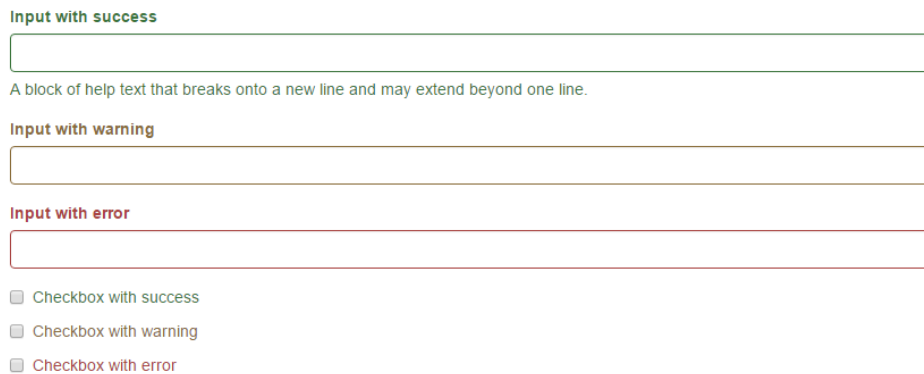 Input with success
A block of help text that breaks onto a new line and may extend beyond one line.
Input with warning
Input with error
Checkbox with success
Checkbox with warning
Checkbox with error